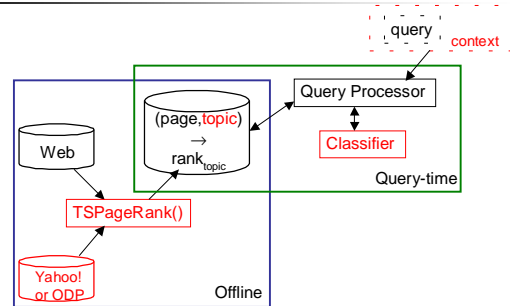 query
context
Query Processor
(page,topic)
→
rank_topic
Web
Classifier
Query-time
TSPageRank()
Yahoo!
or ODP
Offline